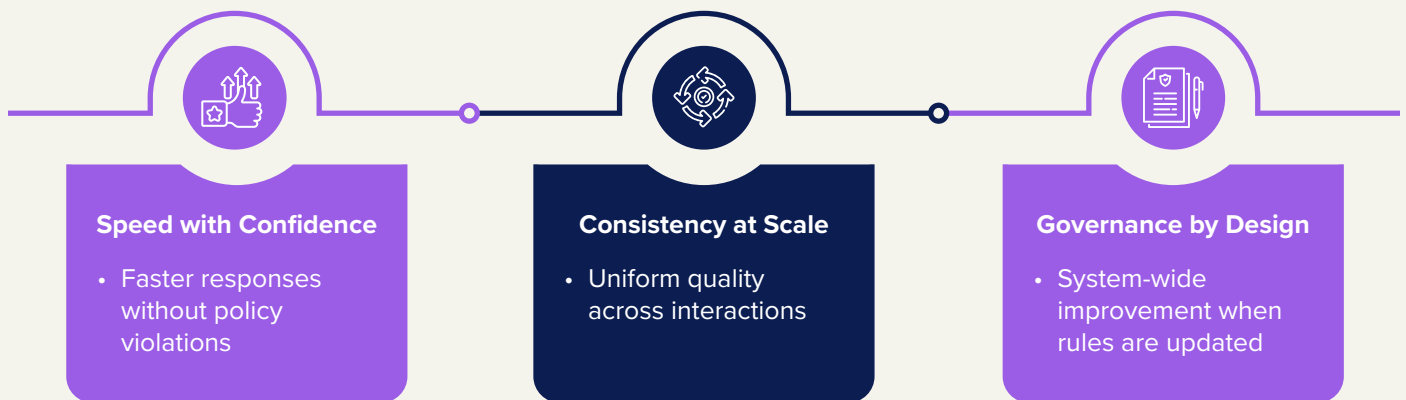 Speed with Confidence
• Faster responses
without policy
violations
Consistency at Scale
• Uniform quality
across interactions
Governance by Design
• System-wide
improvement when
rules are updated